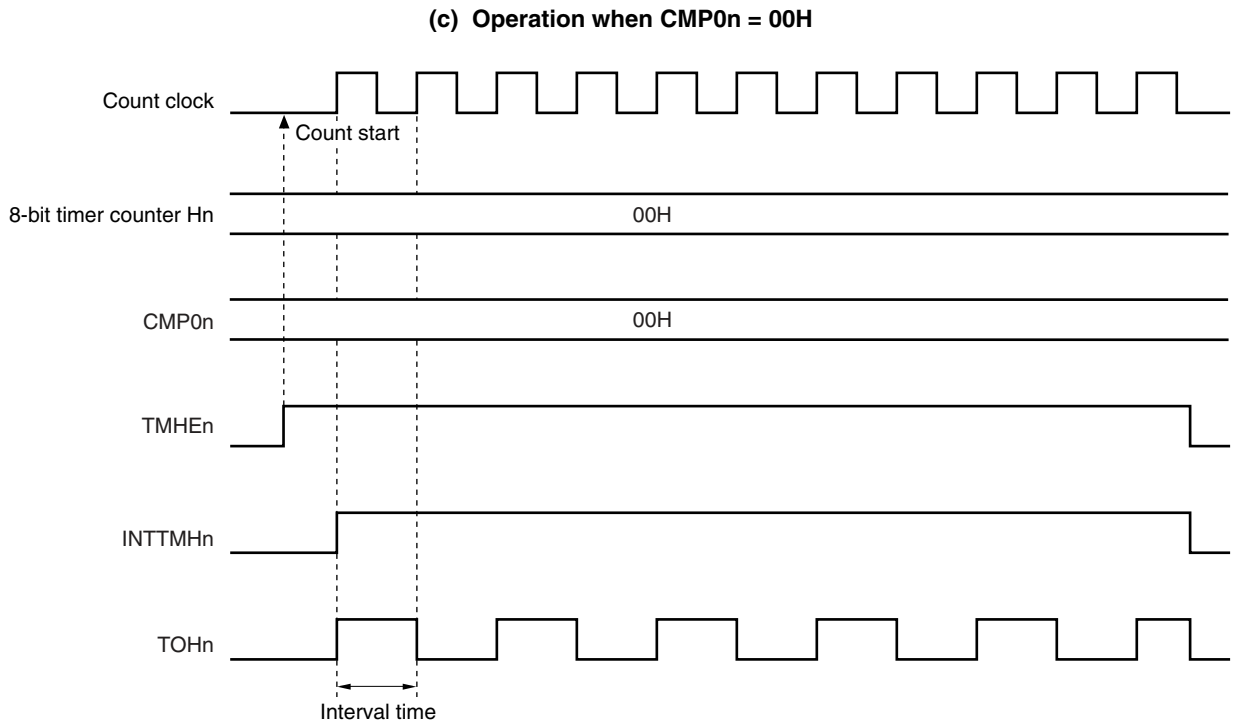 (c) Operation when CMP0n = 00H
Count clock
Count start
8-bit timer counter Hn
00H
CMP0n
00H
TMHEn
INTTMHn
TOHn
Interval time